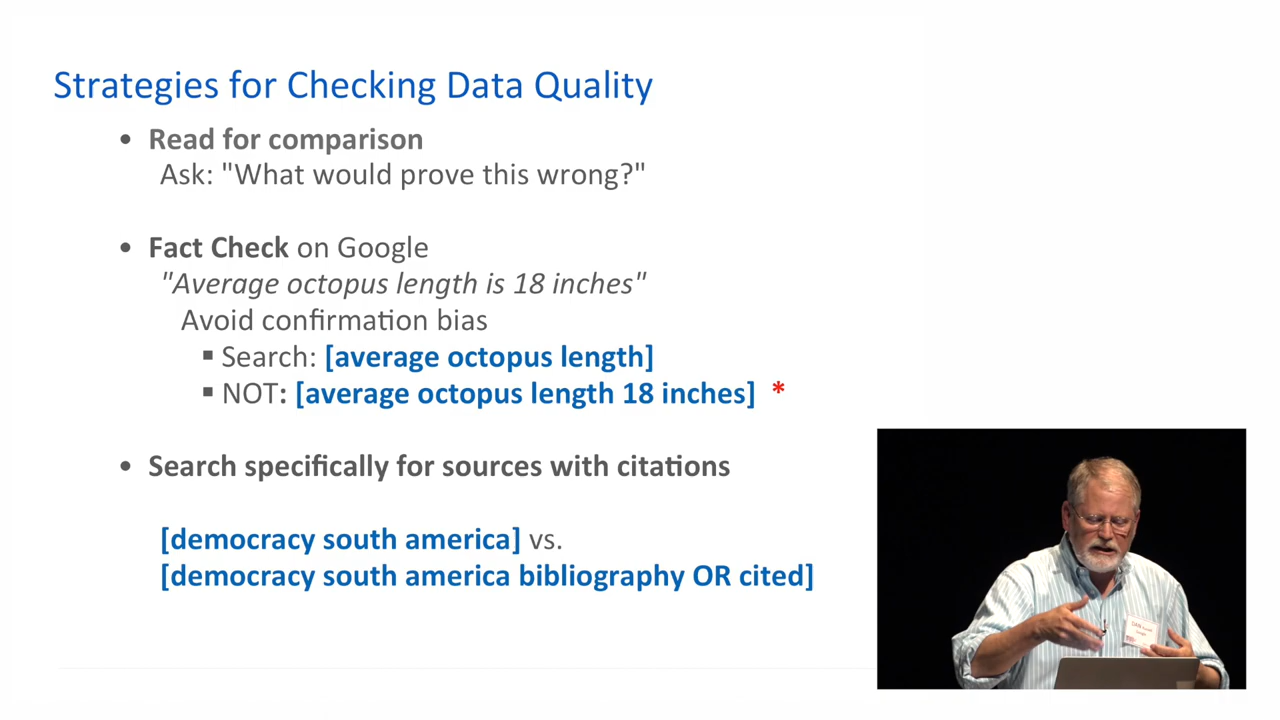 Strategies for Checking Data Quality
• Read for comparison
Ask: "What would prove this wrong?"
• Fact Check on Google
"Average octopus length is 18 inches"
Avoid confirmation bias
▪ Search: [average octopus length]
▪ NOT: [average octopus length 18 inches] *
• Search specifically for sources with citations
[democracy south america] vs.
[democracy south america bibliography OR cited]
DAN